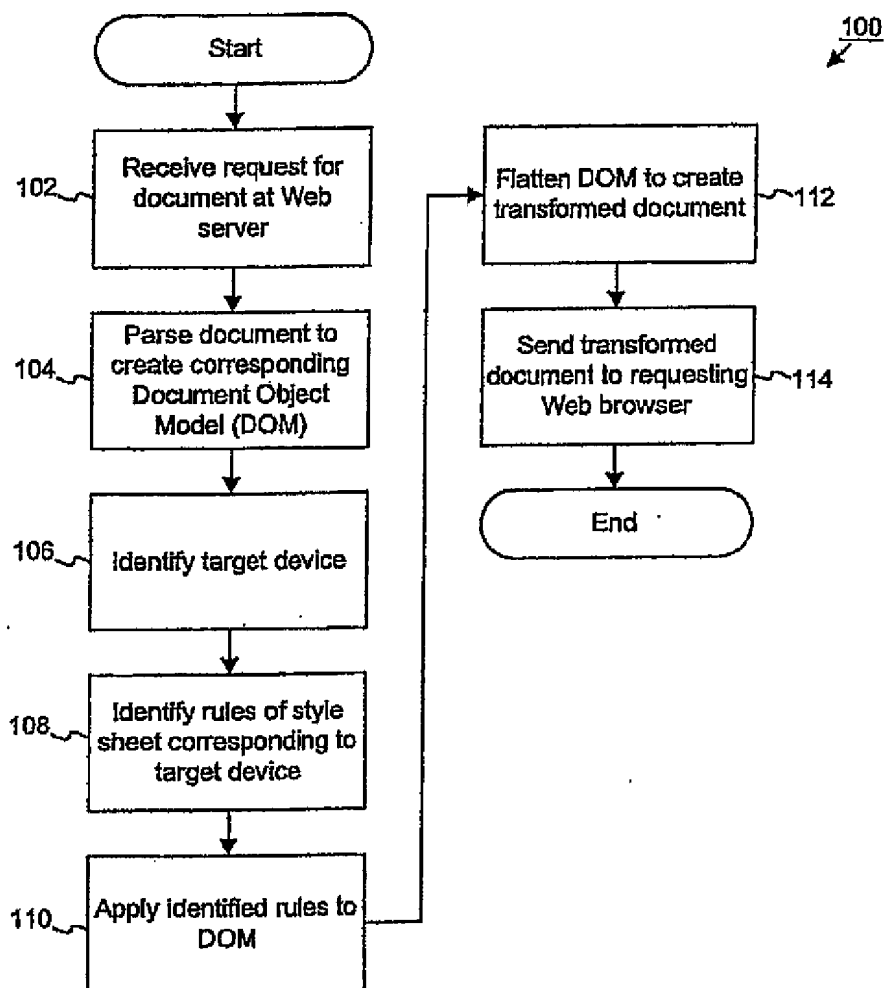 100
Start
102
Receive request for
document at Web
server
104
Parse document to
create corresponding
Document Object
Model (DOM)
106
Identify target device
108
Identify rules of style
sheet corresponding to
target device
110
Apply identified rules to
DOM
Flatten DOM to create
transformed document
112
Send transformed
document to requesting
Web browser
114
End